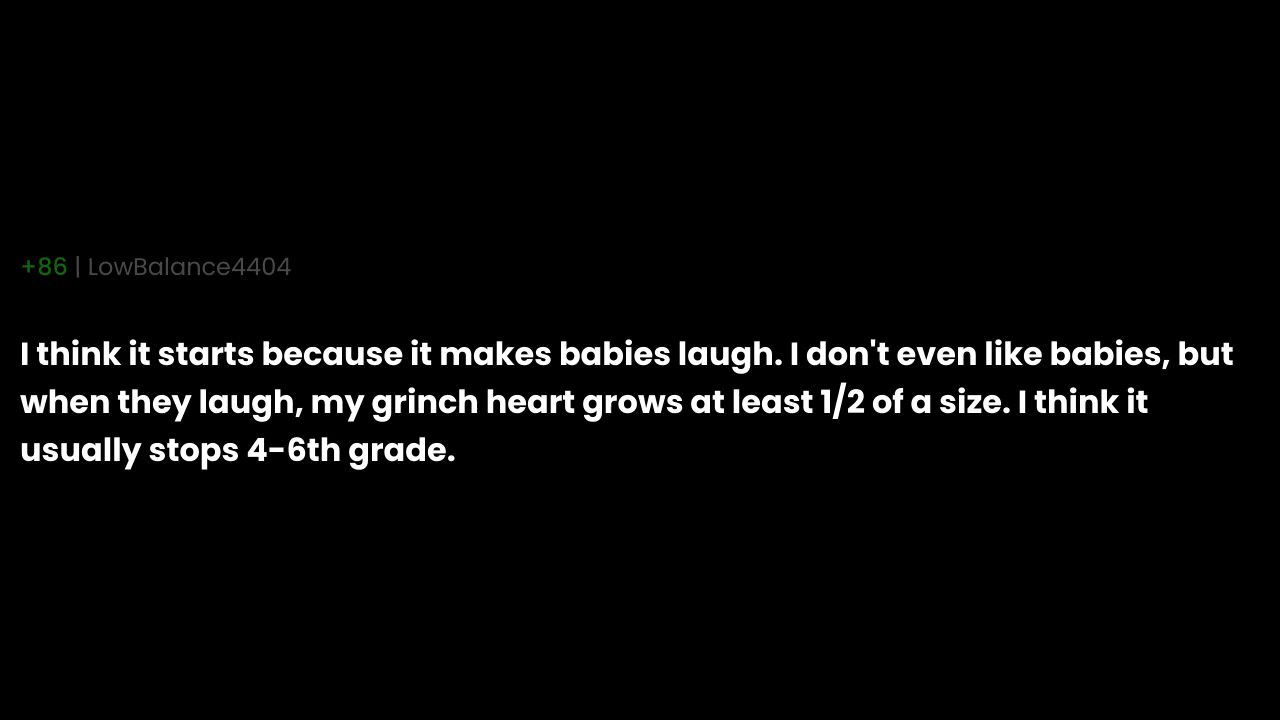 +86 | LowBalance4404
I think it starts because it makes babies laugh. I don't even like babies, but
when they laugh, my grinch heart grows at least 1/2 of a size. I think it
usually stops 4-6th grade.